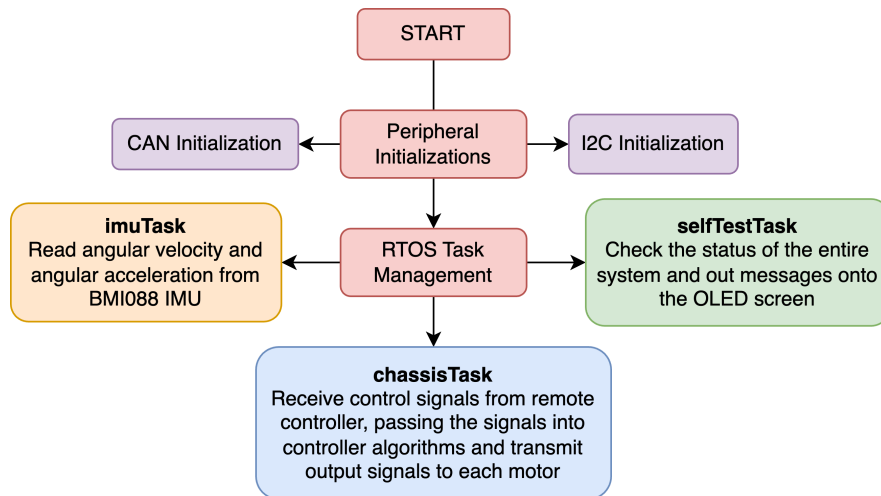 START
CAN Initialization
Peripheral
Initializations
I2C Initialization
imuTask
Read angular velocity and
angular acceleration from
BMI088 IMU
RTOS Task
Management
selfTestTask
Check the status of the entire
system and out messages onto
the OLED screen
chassisTask
Receive control signals from remote
controller, passing the signals into
controller algorithms and transmit
output signals to each motor